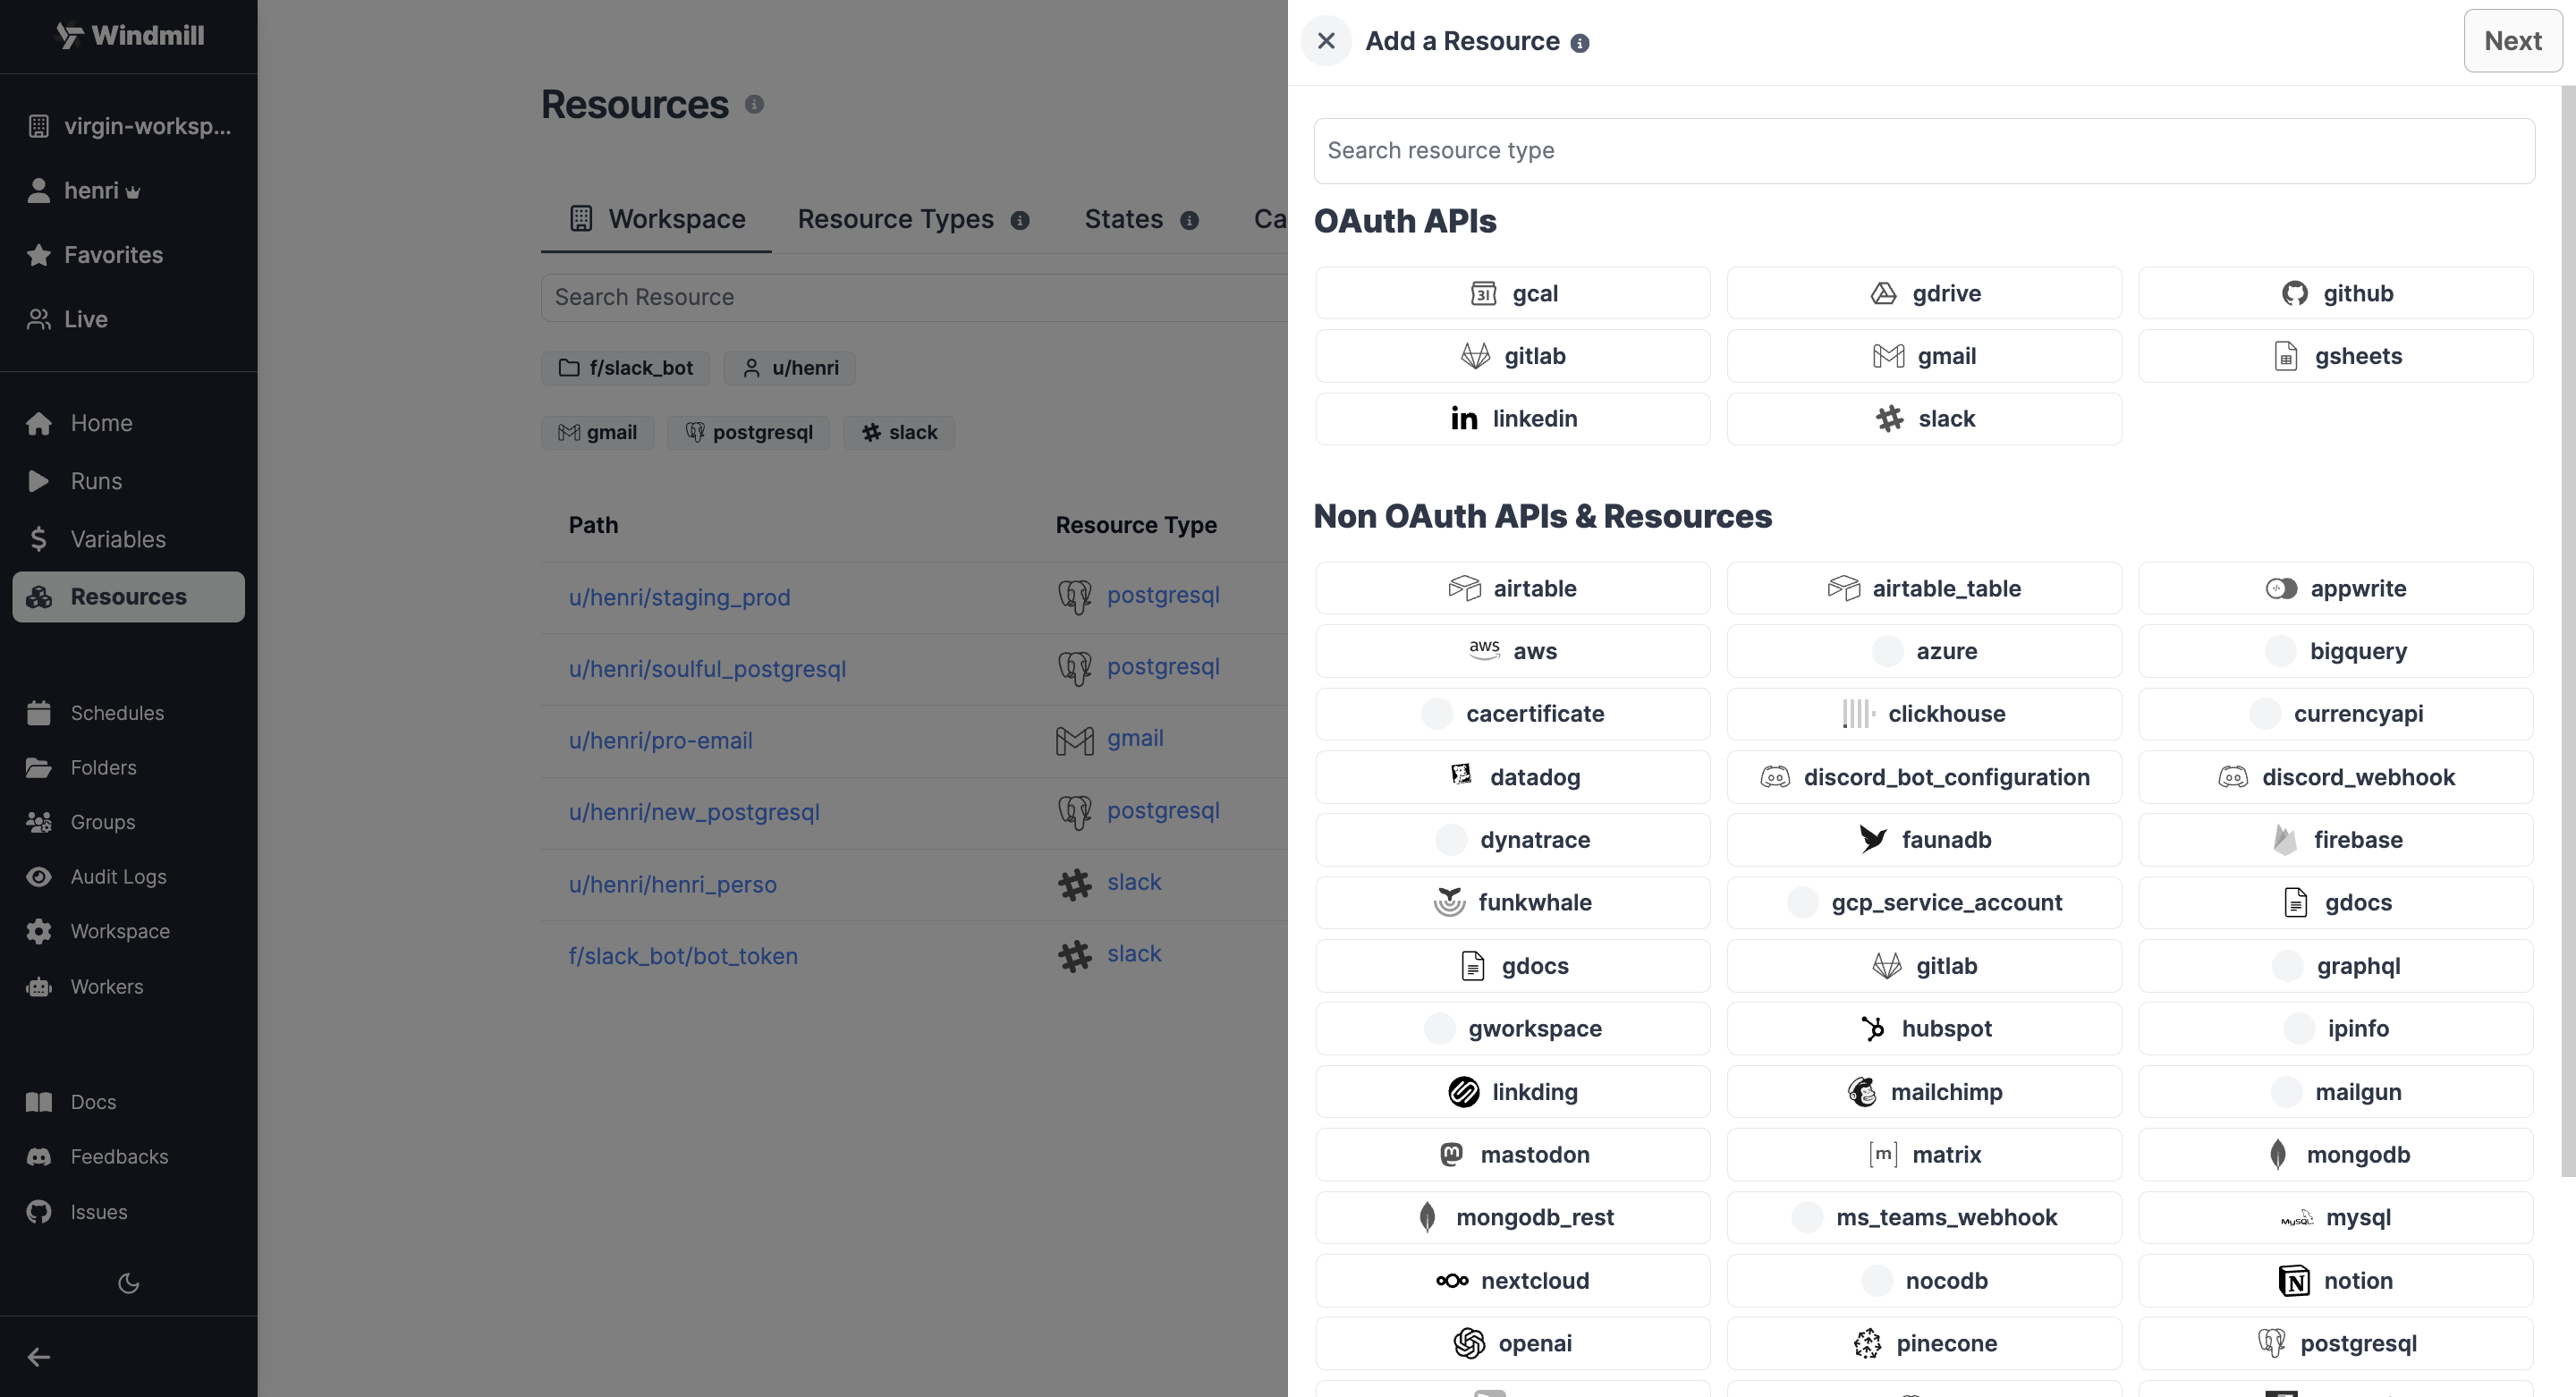 Windmill
virgin-worksp...
henri
Favorites
Live
Home
Runs
Variables
Resources
Schedules
Folders
Groups
Audit Logs
Workspace
Workers
Docs
Feedbacks
Issues
Resources
Workspace Resource Types States Ca
Search Resource
f/slack_bot u/henri
gmail postgresql slack
Path Resource Type
u/henri/staging_prod postgresql
u/henri/soulful_postgresql postgresql
u/henri/pro-email gmail
u/henri/new_postgresql postgresql
u/henri/henri_perso slack
f/slack_bot/bot_token slack
Add a Resource
Next
Search resource type
OAuth APIs
31 gcal gdrive github
gitlab gmail gsheets
in linkedin slack
Non OAuth APIs & Resources
airtable airtable_table appwrite
aws aws azure bigquery
cacertificate clickhouse currencyapi
datadog discord_bot_configuration discord_webhook
dynatrace faunadb firebase
funkwhale gcp_service_account gdocs
gdocs gitlab graphql
gworkspace hubspot ipinfo
linkding mailchimp mailgun
mastodon [m] matrix mongodb
mongodb_rest ms_teams_webhook MySQL mysql
nextcloud nocodb notion
openai pinecone postgresql